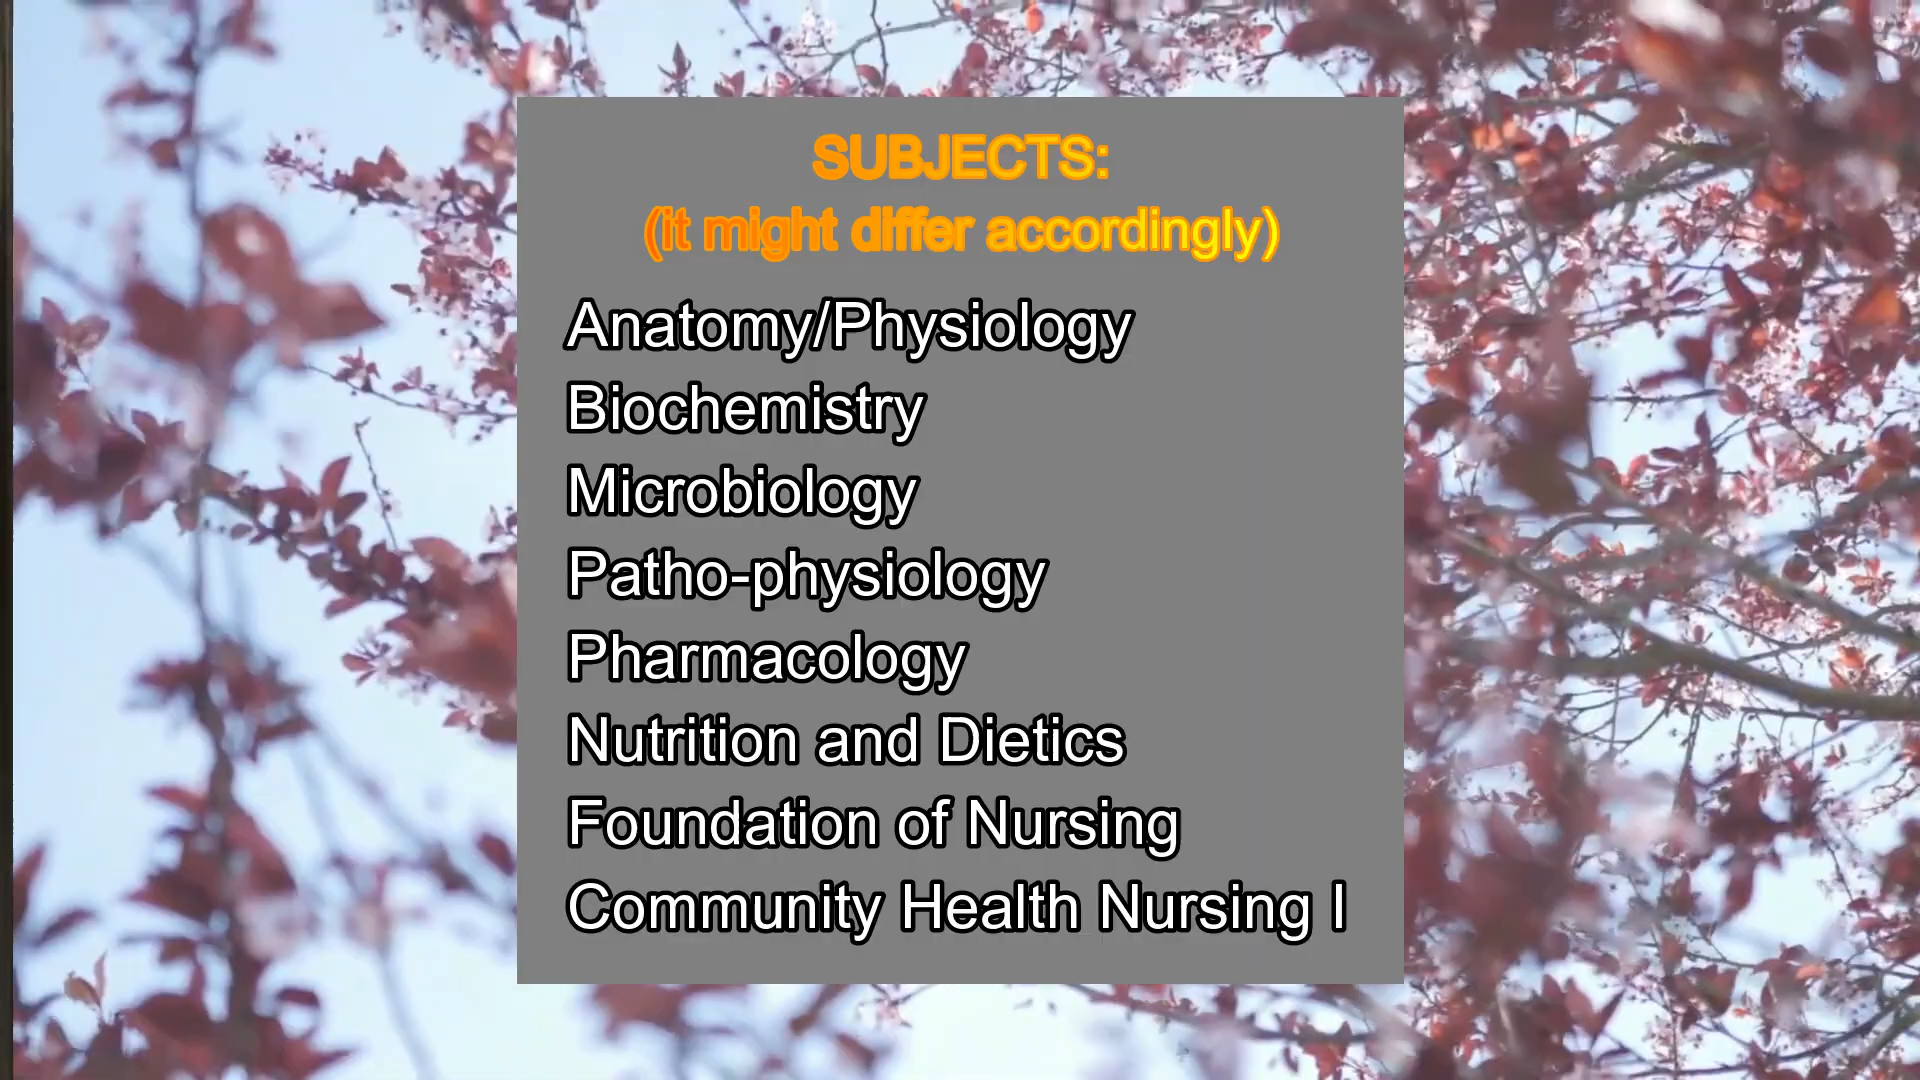 SUBJECTS:
(it might differ accordingly)
Anatomy/Physiology
Biochemistry
Microbiology
Patho-physiology
Pharmacology
Nutrition and Dietics
Foundation of Nursing
Community Health Nursing I